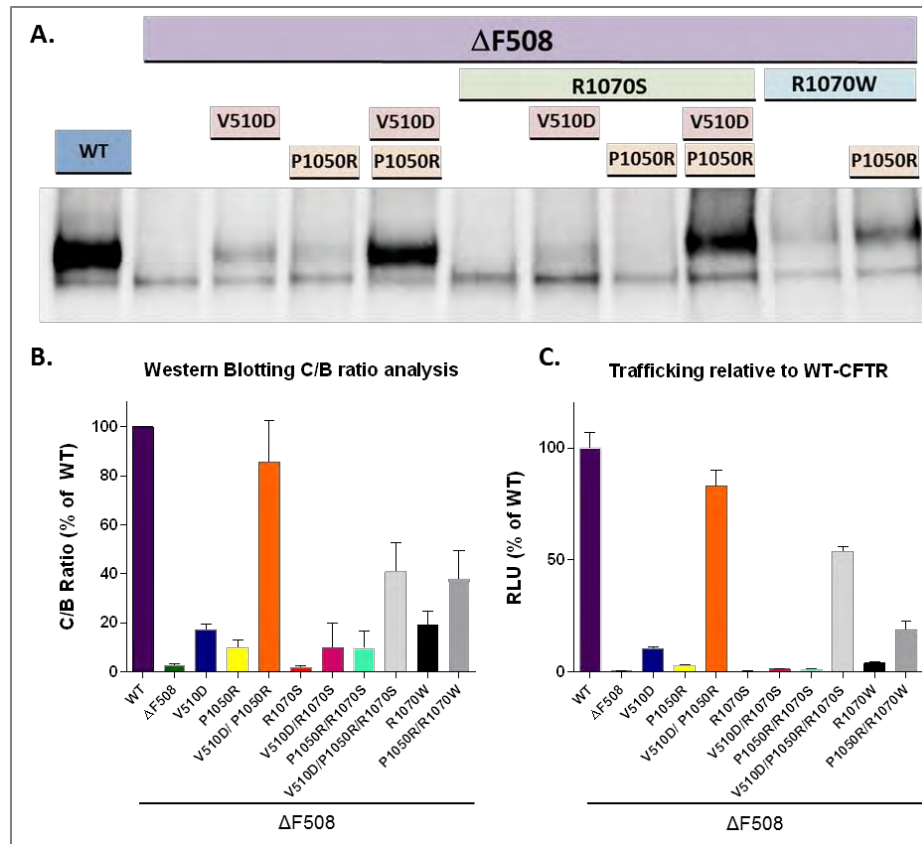 A.
ΔF508
R1070S
R1070W
V510D
V510D
V510D
V510D
WT
P1050R
P1050R
P1050R
P1050R
P1050R
B.
Western Blotting C/B ratio analysis
C/B Ratio (% of WT)
100
80
60
40
20
0
WT
ΔF508
V510D
P1050R
V510D/ P1050R
R1070S
V510D/R1070S
P1050R/R1070S
V510D/P1050R/R1070S
R1070W
P1050R/R1070W
ΔF508
C.
Trafficking relative to WT-CFTR
RLU (% of WT)
100
50
0
WT
ΔF508
V510D
P1050R
V510D/ P1050R
R1070S
V510D/R1070S
P1050R/R1070S
V510D/P1050R/R1070S
R1070W
P1050R/R1070W
ΔF508